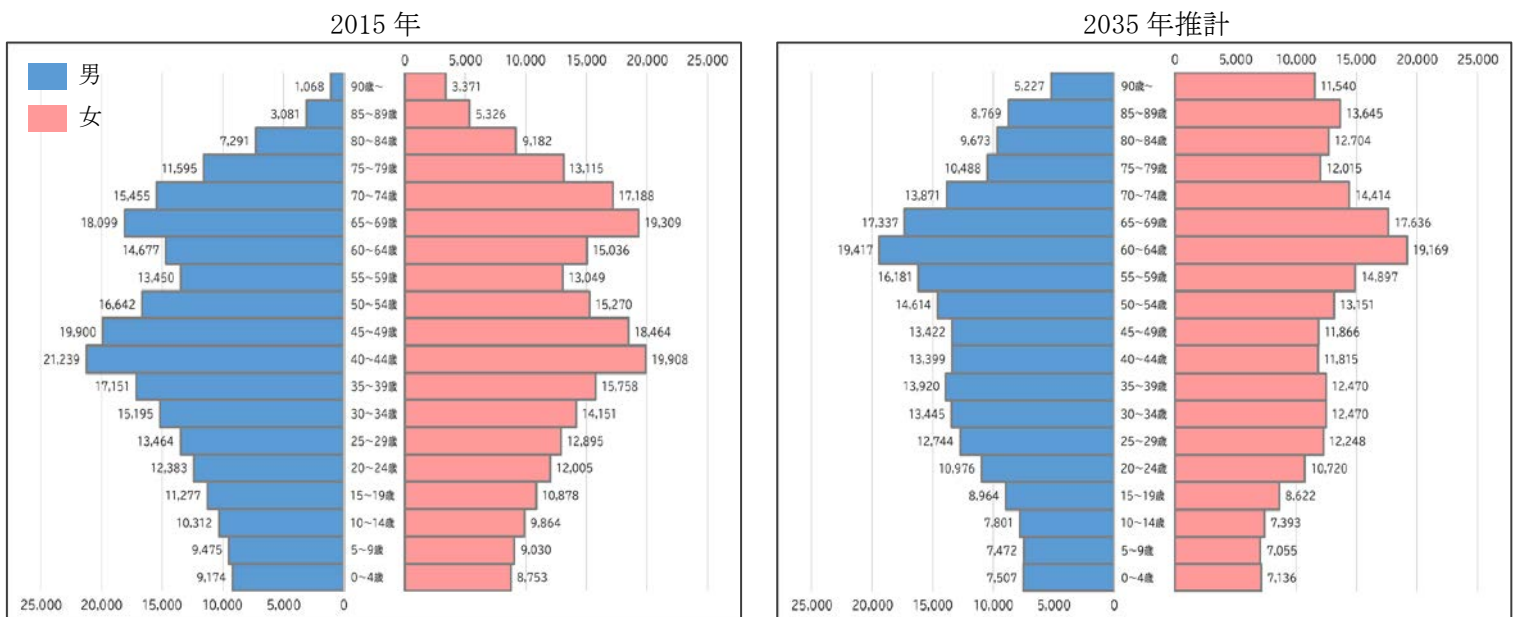 2015 年
男
女
0 5,000 10,000 15,000 20,000 25,000
1,068 90歳~ 3,371
3,081 85~89歳 5,326
7,291 80~84歳 9,182
11,595 75~79歳 13,115
15,455 70~74歳 17,188
18,099 65~69歳 19,309
14,677 60~64歳 15,036
13,450 55~59歳 13,049
16,642 50~54歳 15,270
19,900 45~49歳 18,464
21,239 40~44歳 19,908
17,151 35~39歳 15,758
15,195 30~34歳 14,151
13,464 25~29歳 12,895
12,383 20~24歳 12,005
11,277 15~19歳 10,878
10,312 10~14歳 9,864
9,475 5~9歳 9,030
9,174 0~4歳 8,753
25,000 20,000 15,000 10,000 5,000 0
2035 年推計
0 5,000 10,000 15,000 20,000 25,000
5,227 90歳~ 11,540
8,769 85~89歳 13,645
9,673 80~84歳 12,704
10,488 75~79歳 12,015
13,871 70~74歳 14,414
17,337 65~69歳 17,636
19,417 60~64歳 19,169
16,181 55~59歳 14,897
14,614 50~54歳 13,151
13,422 45~49歳 11,866
13,399 40~44歳 11,815
13,920 35~39歳 12,470
13,445 30~34歳 12,470
12,744 25~29歳 12,248
10,976 20~24歳 10,720
8,964 15~19歳 8,622
7,801 10~14歳 7,393
7,472 5~9歳 7,055
7,507 0~4歳 7,136
25,000 20,000 15,000 10,000 5,000 0